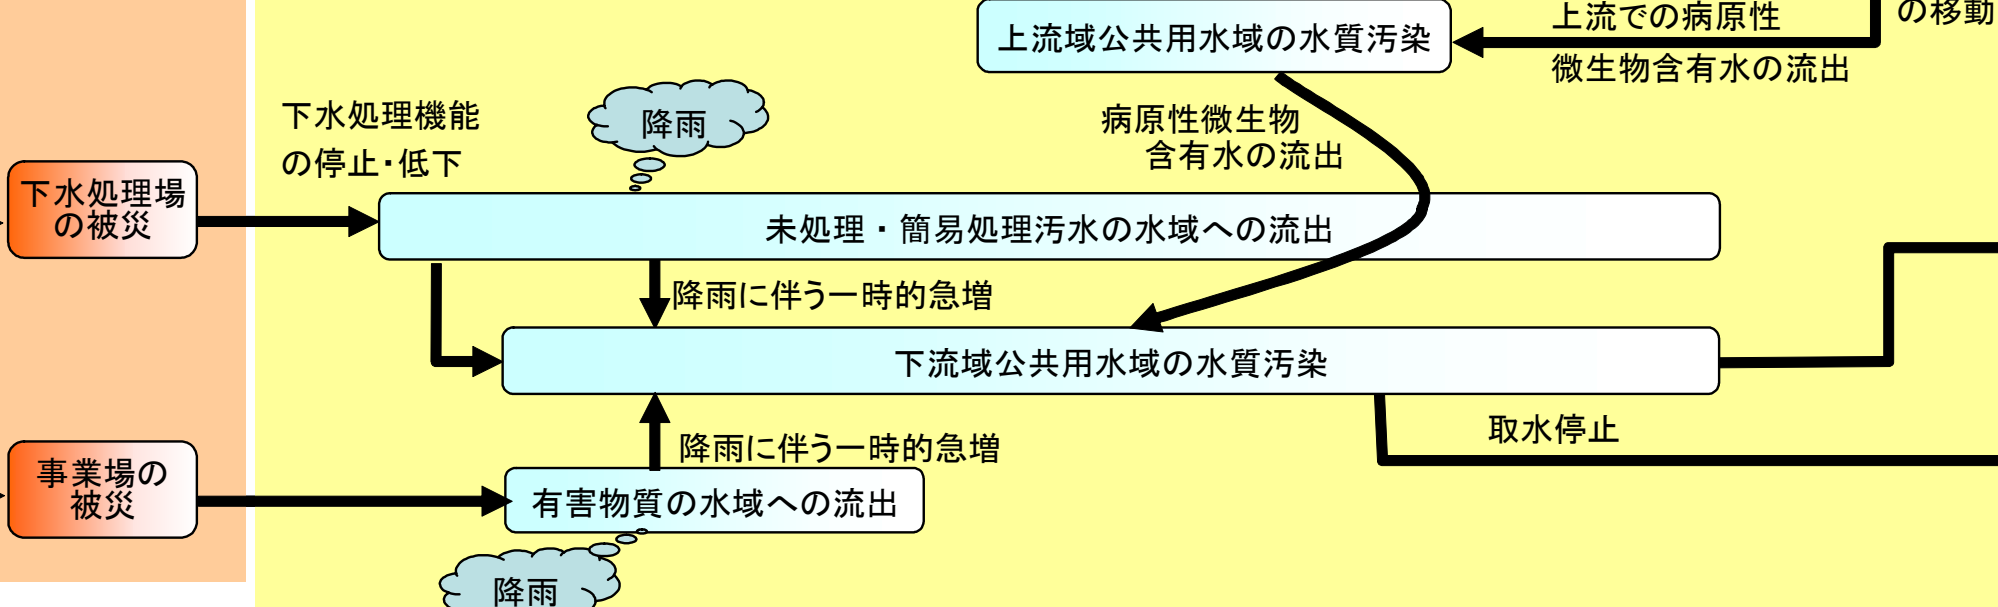 の移動
上流での病原性
微生物含有水の流出
上流域公共用水域の水質汚染
病原性微生物
含有水の流出
降雨
下水処理機能
の停止・低下
下水処理場
の被災
未処理・簡易処理汚水の水域への流出
降雨に伴う一時的急増
下流域公共用水域の水質汚染
取水停止
降雨に伴う一時的急増
事業場の
被災
有害物質の水域への流出
降雨